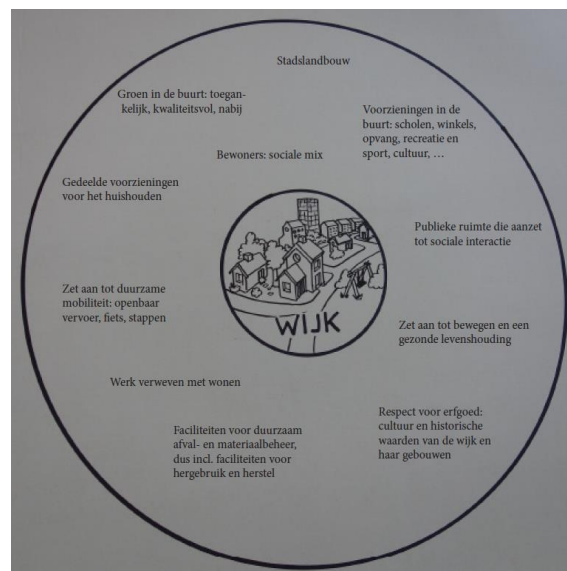 Stadslandbouw
Groen in de buurt: toegan-
kelijk, kwaliteitsvol, nabij
Voorzieningen in de
buurt: scholen, winkels,
opvang, recreatie en
sport, cultuur, …
Bewoners: sociale mix
Gedeelde voorzieningen
voor het huishouden
Publieke ruimte die aanzet
tot sociale interactie
Zet aan tot duurzame
mobiliteit: openbaar
vervoer, fiets, stappen
WIJK
Zet aan tot bewegen en een
gezonde levenshouding
Werk verweven met wonen
Respect voor erfgoed:
cultuur en historische
waarden van de wijk en
haar gebouwen
Faciliteiten voor duurzaam
afval- en materiaalbeheer,
dus incl. faciliteiten voor
hergebruik en herstel